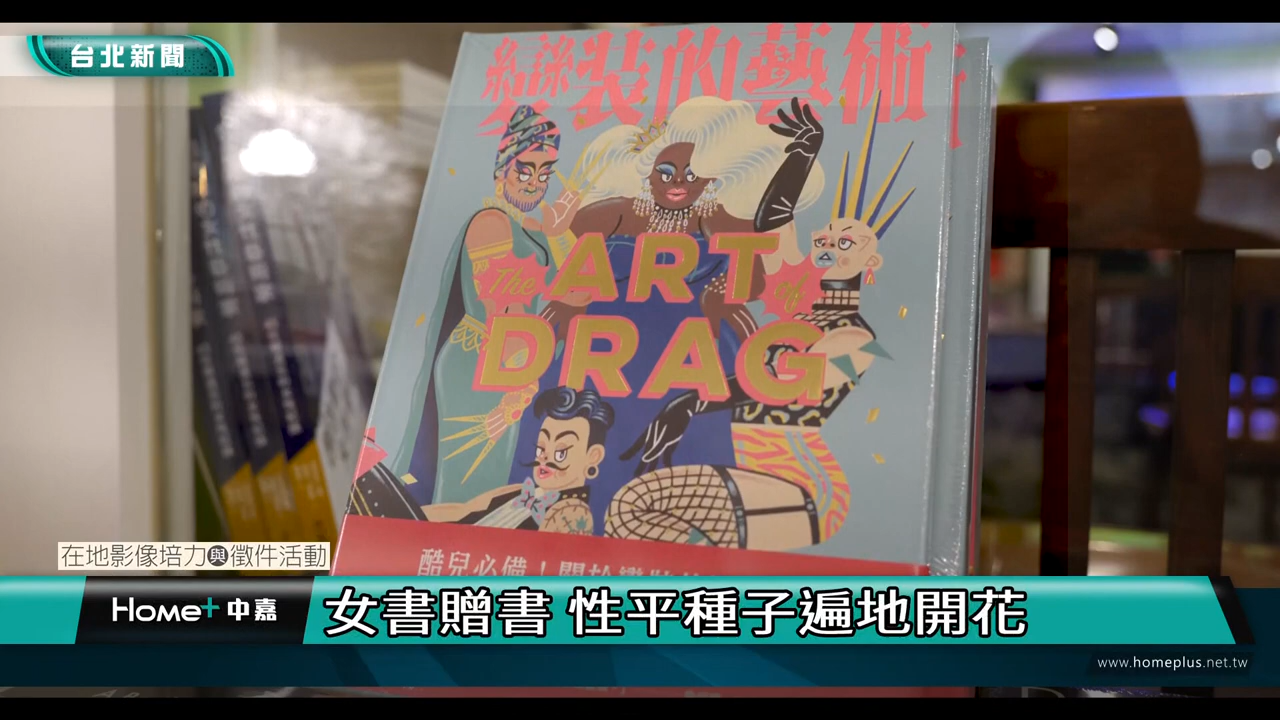 台北新聞
變裝的藝術
The ART of
DRAG
酷兒必備！
在地影像培力與徵件活動
Home+中嘉
女書贈書 性平種子遍地開花
www.homeplus.net.tw